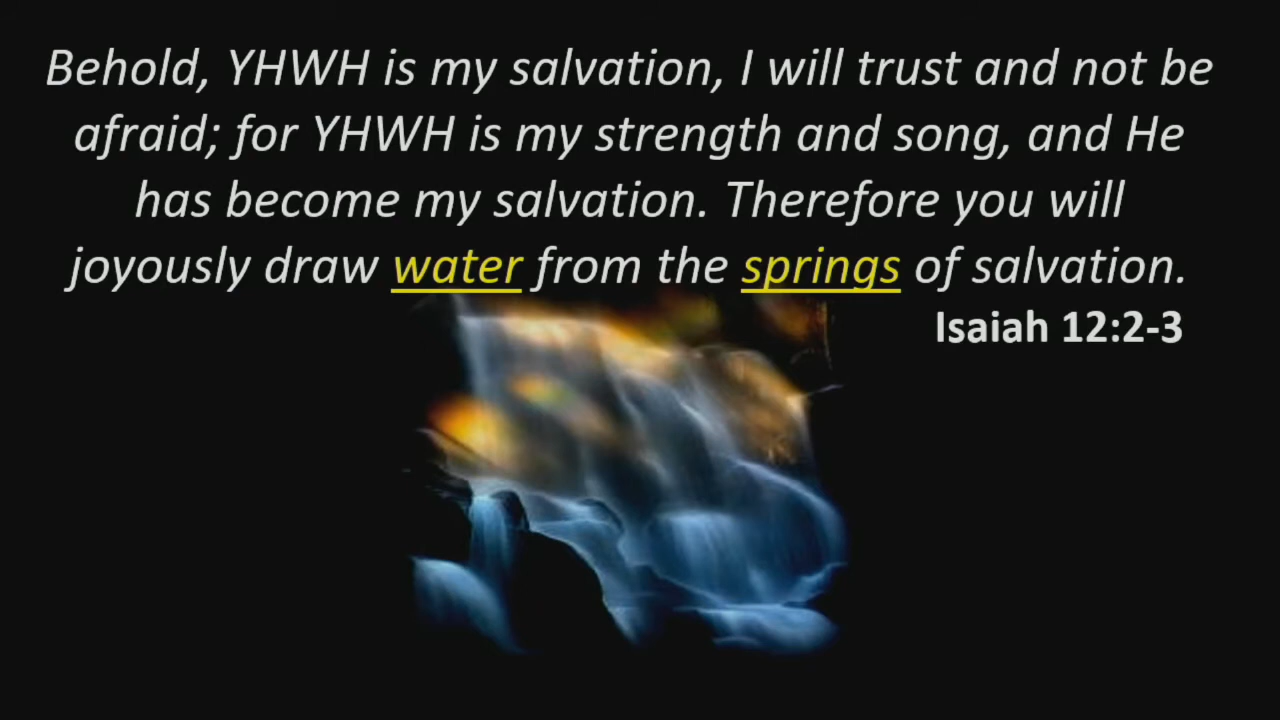 Behold, YHWH is my salvation, I will trust and not be
afraid; for YHWH is my strength and song, and He
has become my salvation. Therefore you will
joyously draw water from the springs of salvation.
Isaiah 12:2-3